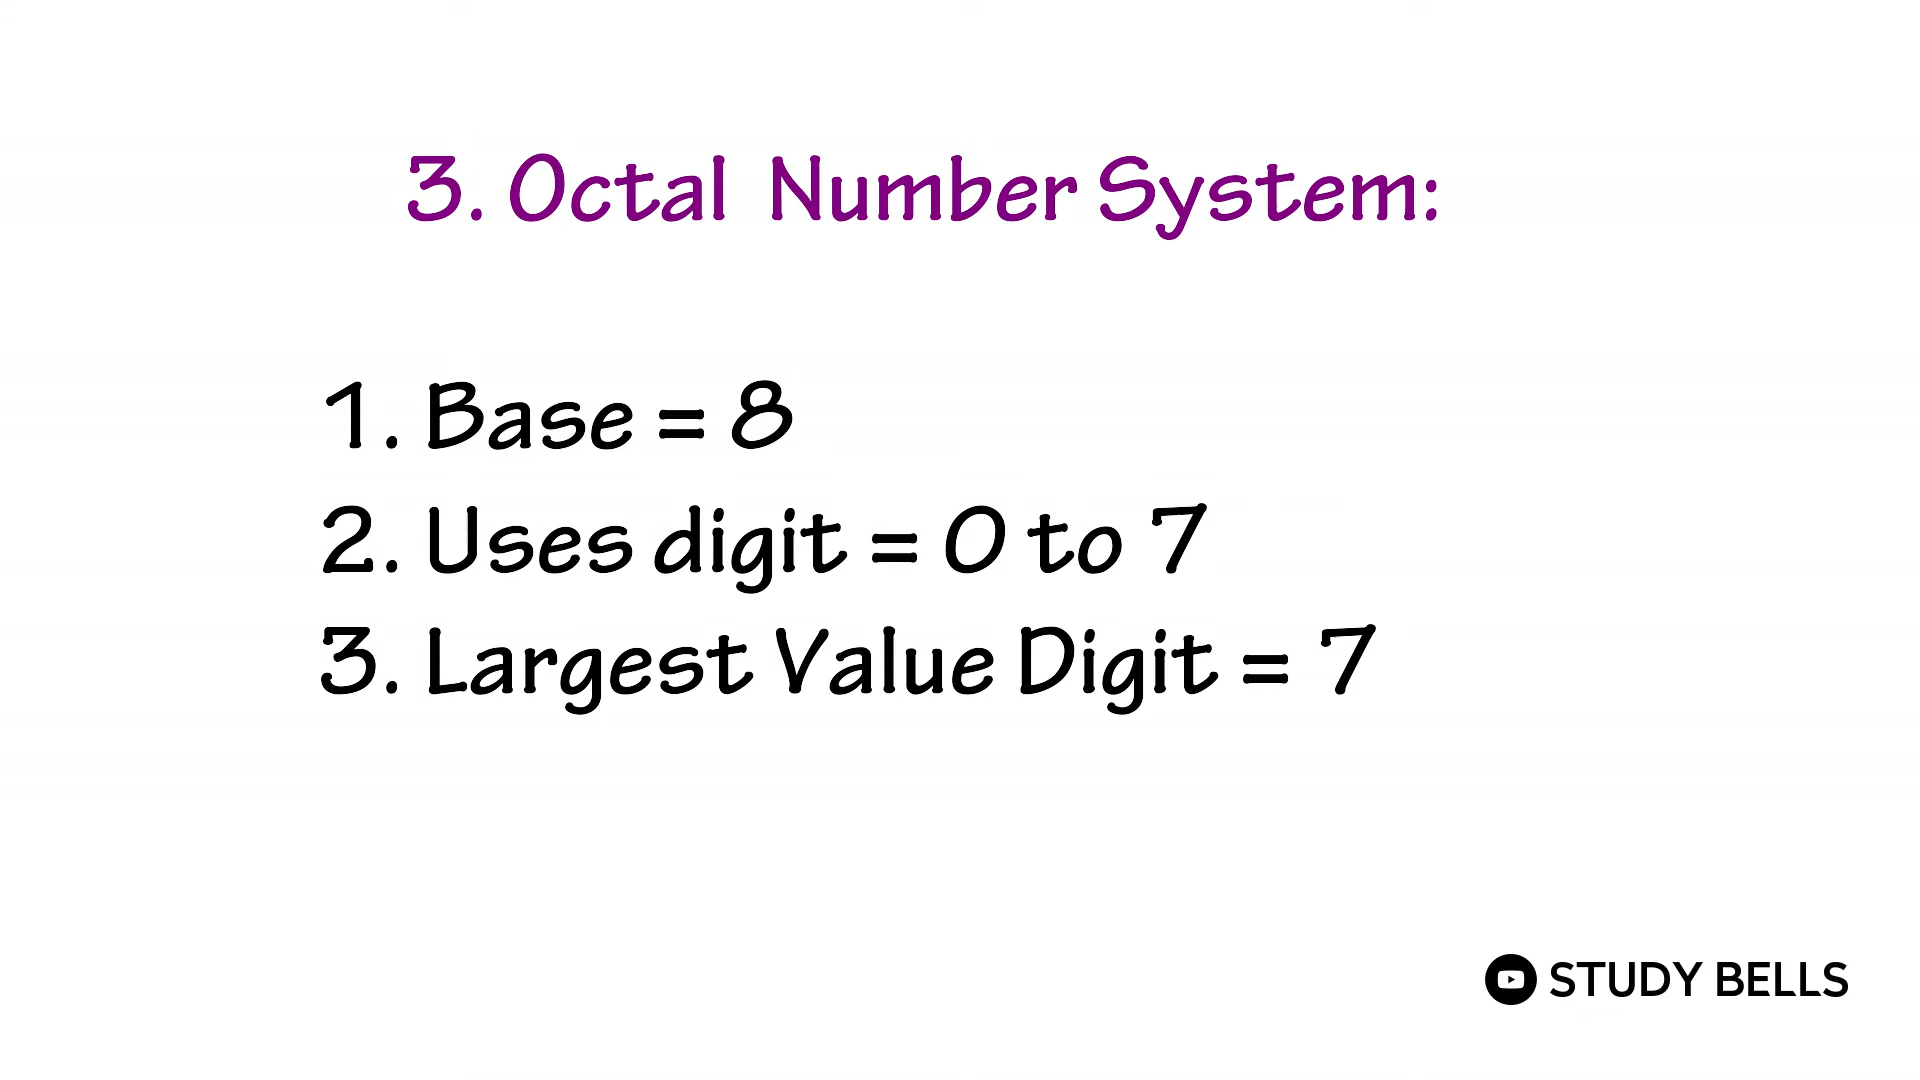 3. Octal Number System:
1. Base = 8
2. Uses digit = 0 to 7
3. Largest Value Digit = 7
STUDY BELLS